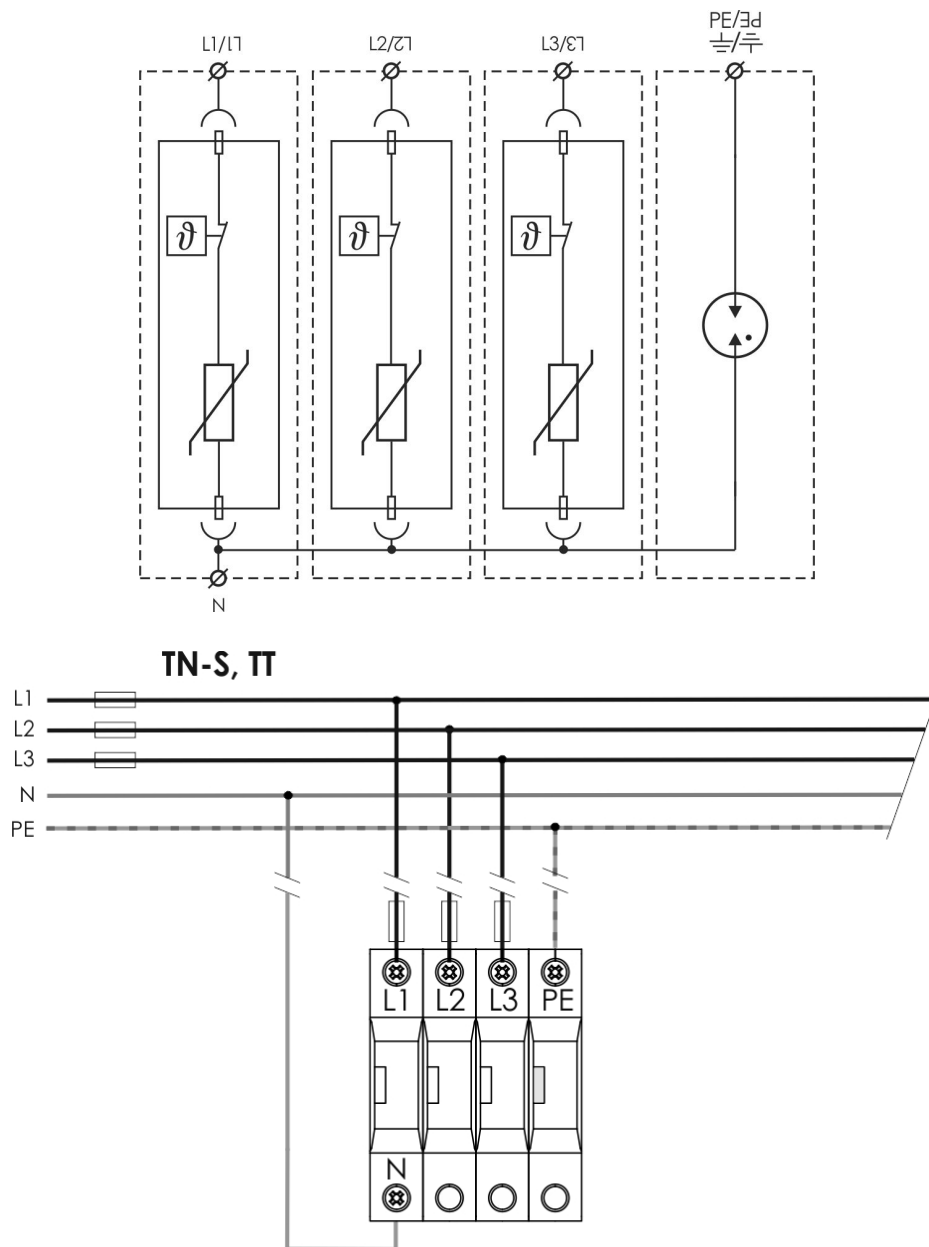 L1/L1 L2/L2 L3/L3 PE/PE
ϑ ϑ ϑ
N
TN-S, TT
L1
L2
L3
N
PE
L1 L2 L3 PE
N